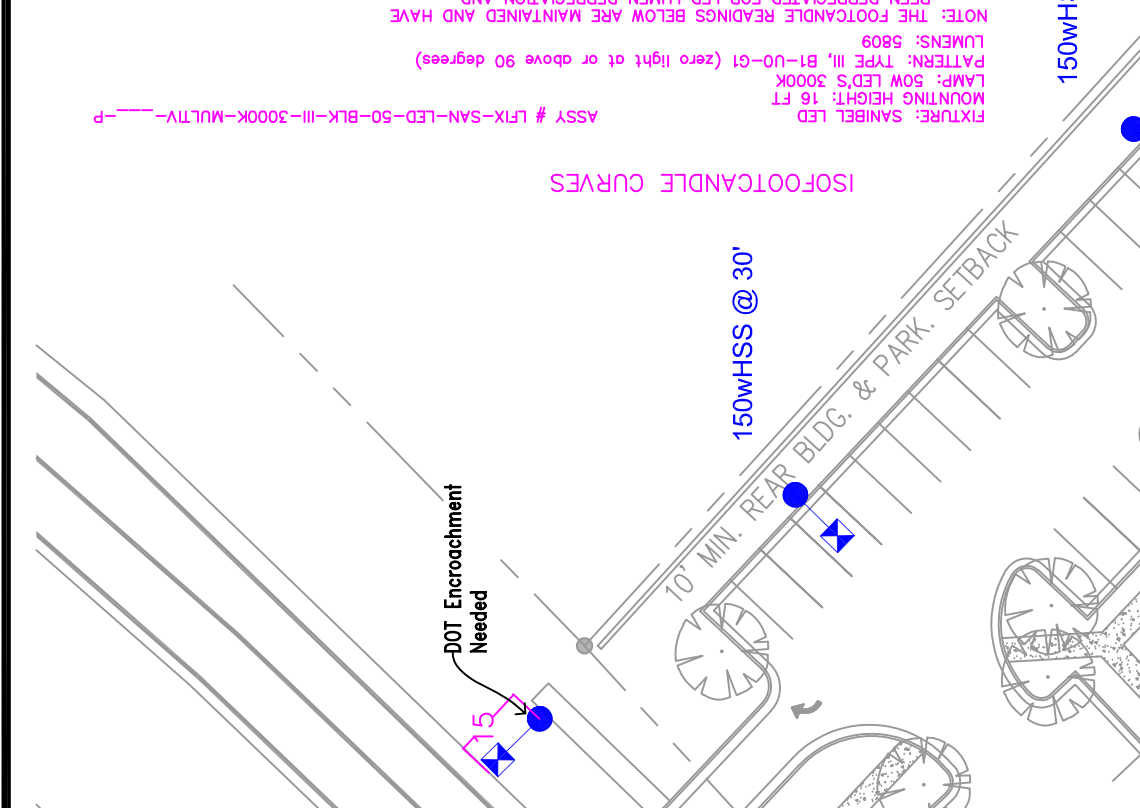 ISOFOOTCANDLE CURVES
FIXTURE: SANIBEL LED
ASSY # LFIX-SAN-LED-50-BLK-III-3000K-MULTIV-___-P
MOUNTING HEIGHT: 16 FT
LAMP: 50W LED'S 3000K
PATTERN: TYPE III, B1-U0-G1 (zero light at or above 90 degrees)
LUMENS: 5809
NOTE: THE FOOTCANDLE READINGS BELOW ARE MAINTAINED AND HAVE
BEEN DEPRECIATED FOR LED LUMEN DEPRECIATION AND
150wHS
150wHSS @ 30'
10' MIN. REAR BLDG. & PARK. SETBACK
DOT Encroachment
Needed
15